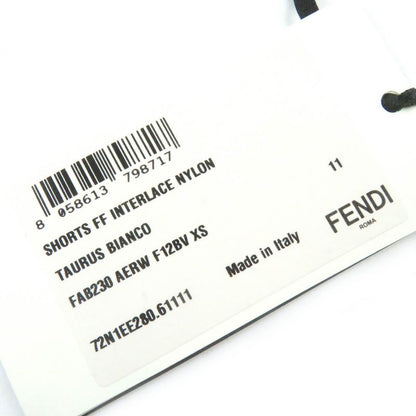 8 058613 798717
SHORTS FF INTERLACE NYLON
TAURUS BIANCO
FAB230 AERW F12BV XS
11
72N1EE280.61111
Made in Italy
FENDI
ROMA